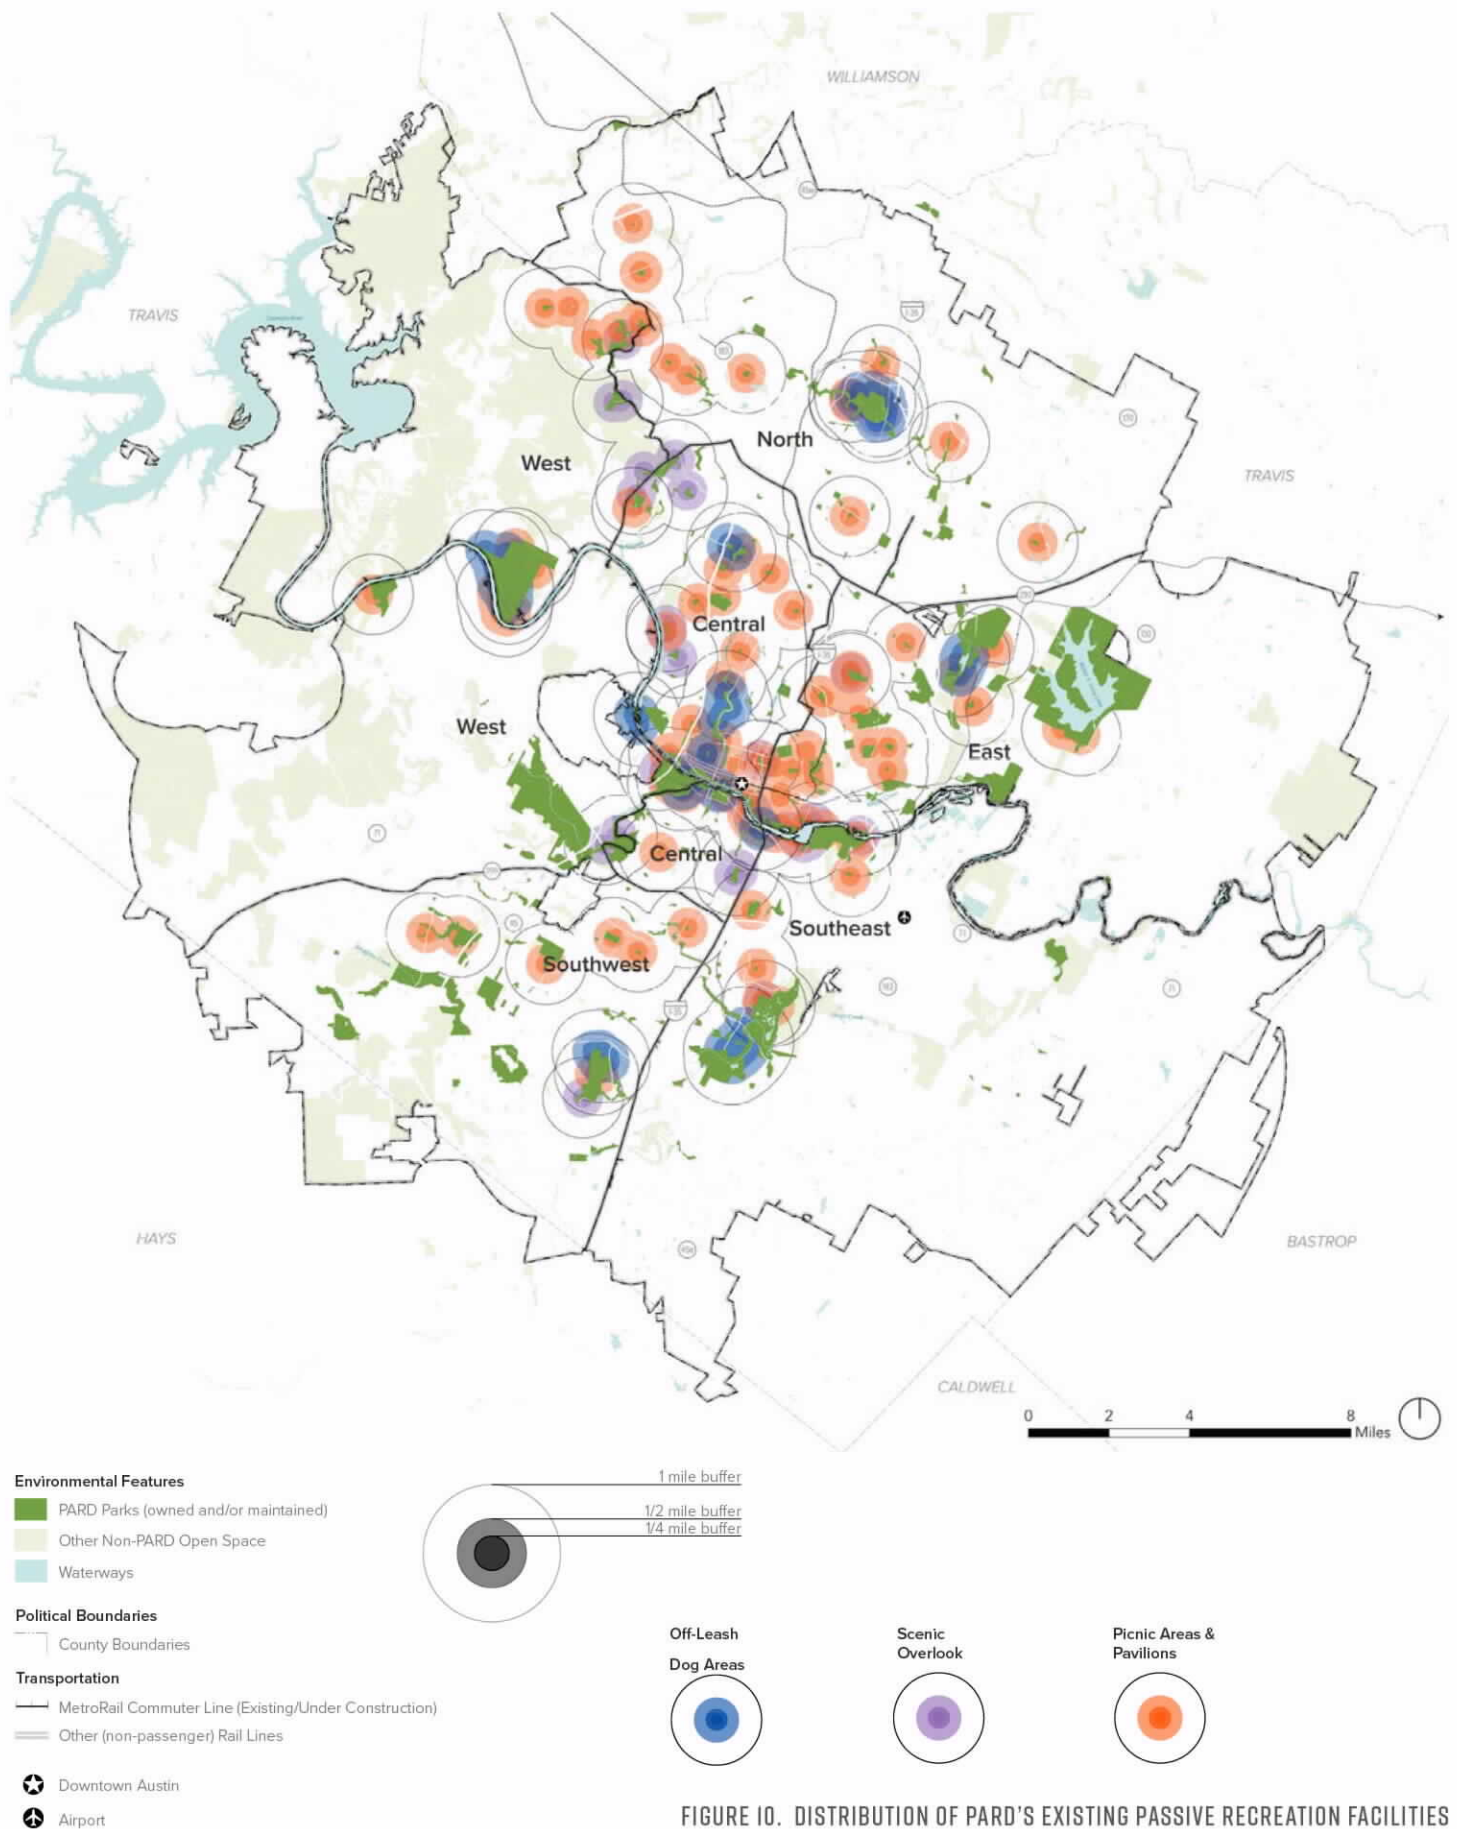 WILLIAMSON
TRAVIS
North
West
TRAVIS
Central
West
East
Central
Southeast
Southwest
HAYS
BASTROP
CALDWELL
0 2 4 8
Miles
Environmental Features
PARD Parks (owned and/or maintained)
Other Non-PARD Open Space
Waterways
Political Boundaries
County Boundaries
Transportation
MetroRail Commuter Line (Existing/Under Construction)
Other (non-passenger) Rail Lines
Downtown Austin
Airport
1 mile buffer
1/2 mile buffer
1/4 mile buffer
Off-Leash
Dog Areas
Scenic
Overlook
Picnic Areas &
Pavilions
FIGURE 10. DISTRIBUTION OF PARD'S EXISTING PASSIVE RECREATION FACILITIES